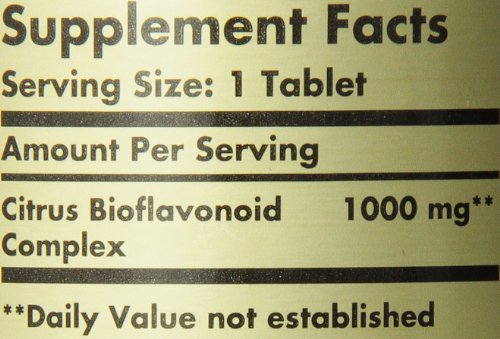 Supplement Facts
Serving Size: 1 Tablet
Amount Per Serving
Citrus Bioflavonoid 1000 mg**
Complex
**Daily Value not established